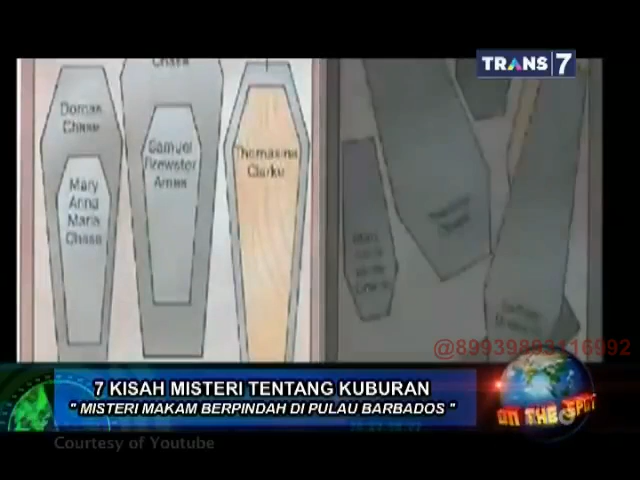 TRANS 7
Chase
Dorcas
Chase
Samuel
Brewster
Ames
Thomasina
Clarke
Mary
Anna
Maria
Chase
@89939883116992
7 KISAH MISTERI TENTANG KUBURAN
" MISTERI MAKAM BERPINDAH DI PULAU BARBADOS "
ON THE SPOT
Courtesy of Youtube